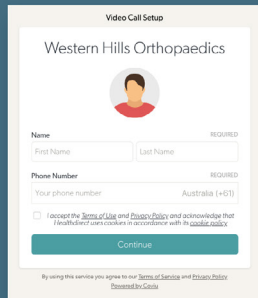 Video Call Setup
Western Hills Orthopaedics
Name REQUIRED
First Name Last Name
Phone Number REQUIRED
Your phone number Australia (+61)
I accept the Terms of Use and Privacy Policy and acknowledge that
Healthdirect uses cookies in accordance with its cookie policy
Continue
By using this service you agree to our Terms of Service and Privacy Policy
Powered by Coviu